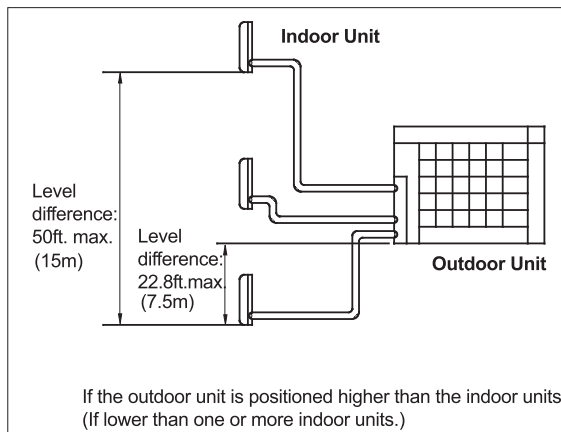 Indoor Unit
Level
difference:
50ft. max.
(15m)
Level
difference:
22.8ft.max.
(7.5m)
Outdoor Unit
If the outdoor unit is positioned higher than the indoor units
(If lower than one or more indoor units.)